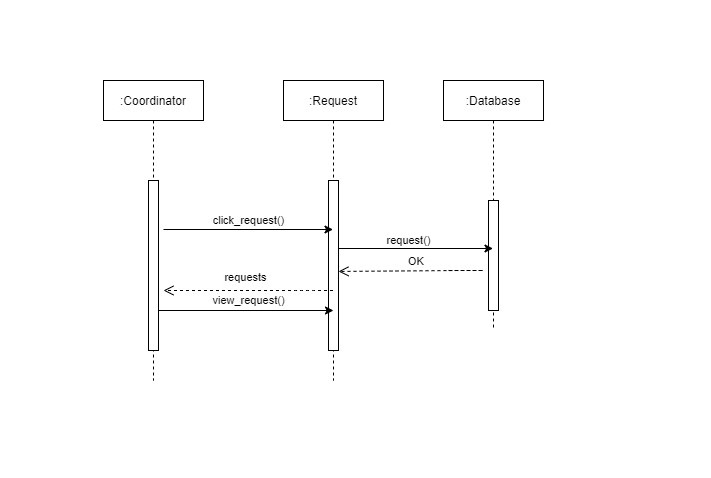 :Coordinator
:Request
:Database
click_request()
request()
OK
requests
view_request()